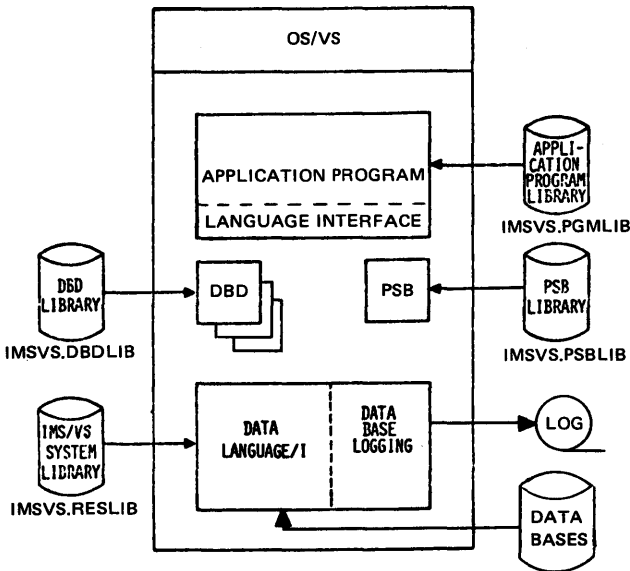 OS/VS
APPLICATION PROGRAM
LANGUAGE INTERFACE
APPLI-
CATION
PROGRAM
LIBRARY
IMSVS.PGMLIB
DBD
LIBRARY
IMSVS.DBDLIB
DBD
PSB
PSB
LIBRARY
IMSVS.PSBLIB
IMS/VS
SYSTEM
LIBRARY
IMSVS.RESLIB
DATA
LANGUAGE/I
DATA
BASE
LOGGING
LOG
DATA
BASES